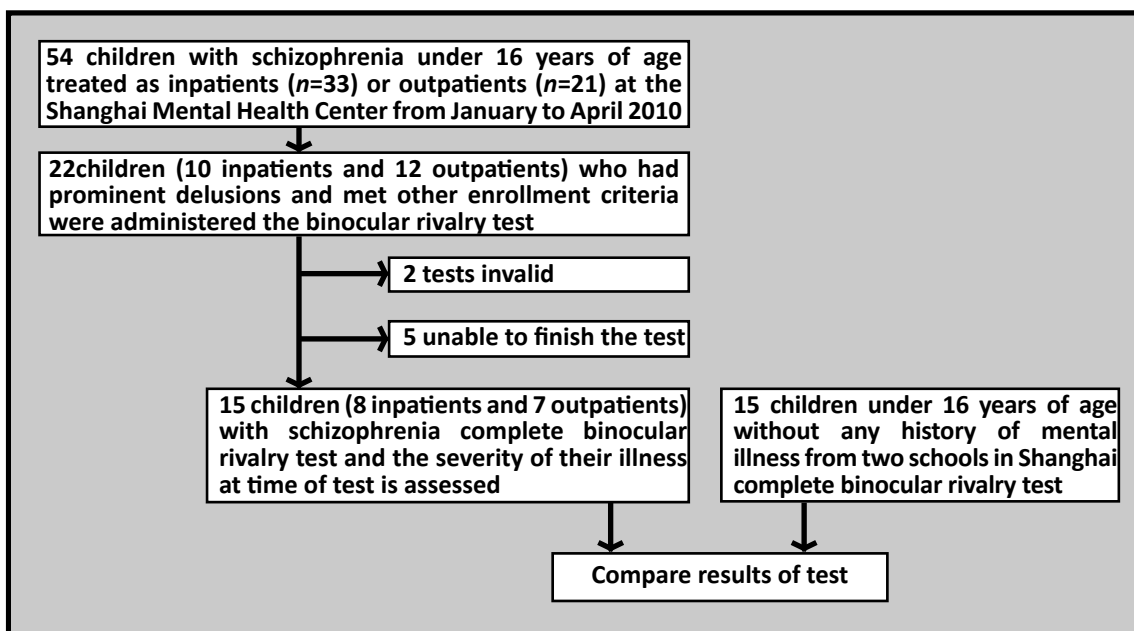 54 children with schizophrenia under 16 years of age
treated as inpatients (n=33) or outpatients (n=21) at the
Shanghai Mental Health Center from January to April 2010
22children (10 inpatients and 12 outpatients) who had
prominent delusions and met other enrollment criteria
were administered the binocular rivalry test
2 tests invalid
5 unable to finish the test
15 children (8 inpatients and 7 outpatients)
with schizophrenia complete binocular
rivalry test and the severity of their illness
at time of test is assessed
15 children under 16 years of age
without any history of mental
illness from two schools in Shanghai
complete binocular rivalry test
Compare results of test